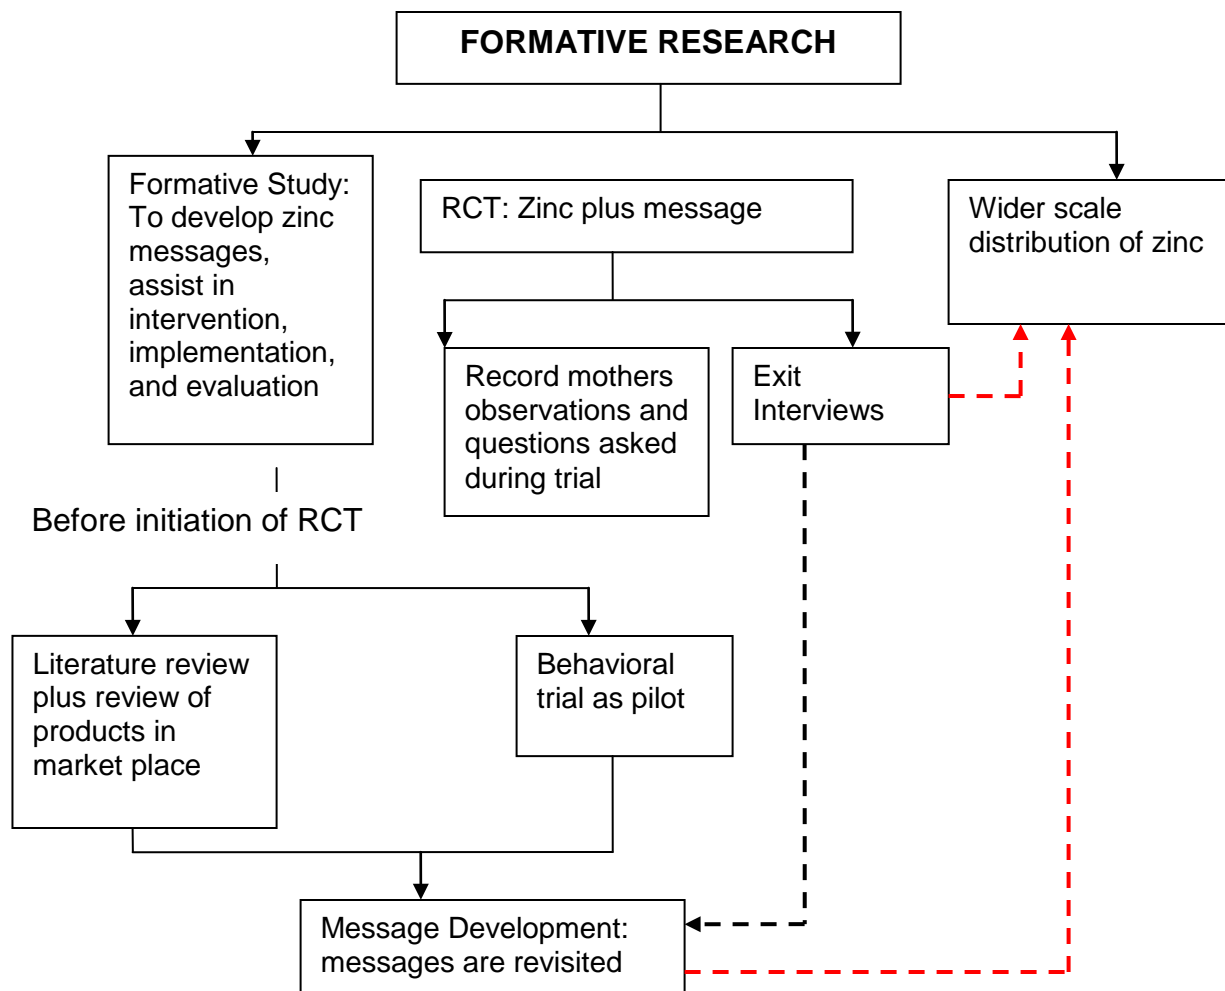 FORMATIVE RESEARCH
Formative Study:
To develop zinc
messages,
assist in
intervention,
implementation,
and evaluation
RCT: Zinc plus message
Wider scale
distribution of zinc
Record mothers
observations and
questions asked
during trial
Exit
Interviews
Before initiation of RCT
Literature review
plus review of
products in
market place
Behavioral
trial as pilot
Message Development:
messages are revisited